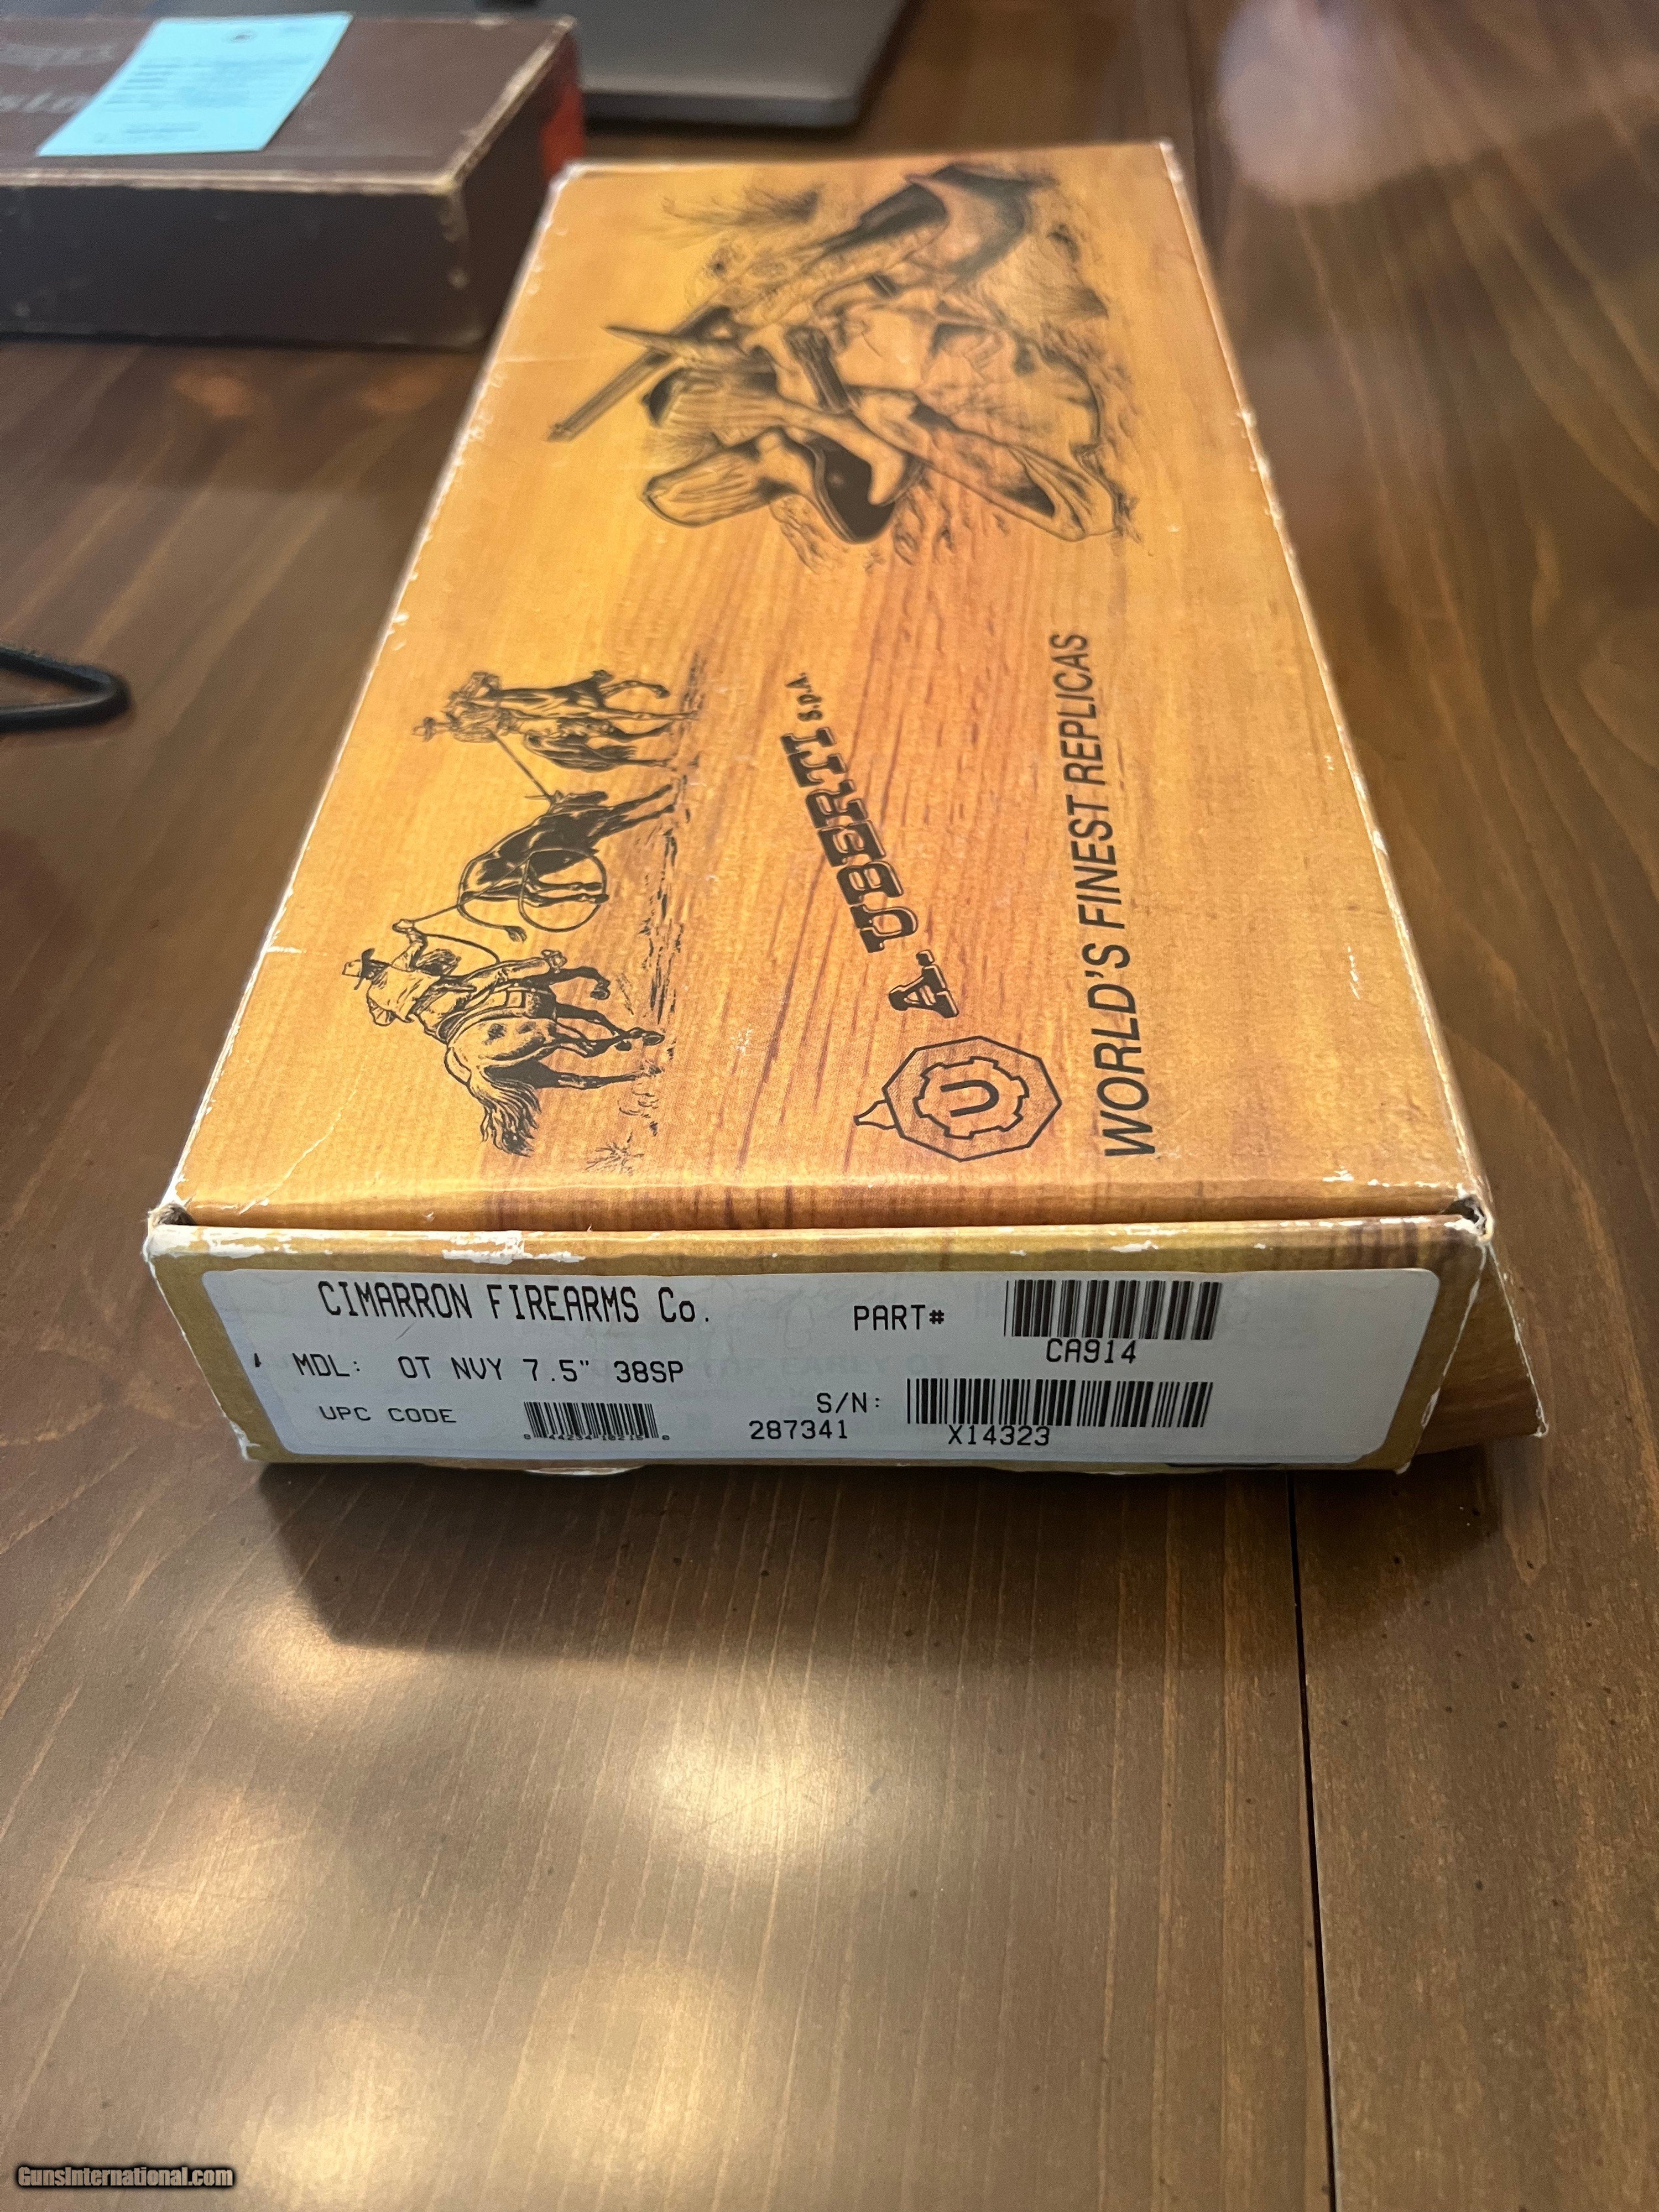 A. UBERTI S.p.A.
U
WORLD'S FINEST REPLICAS
CIMARRON FIREARMS Co.
PART#
CA914
MDL: OT NVY 7.5" 38SP
S/N:
UPC CODE
287341
X14323
GunsInternational.com